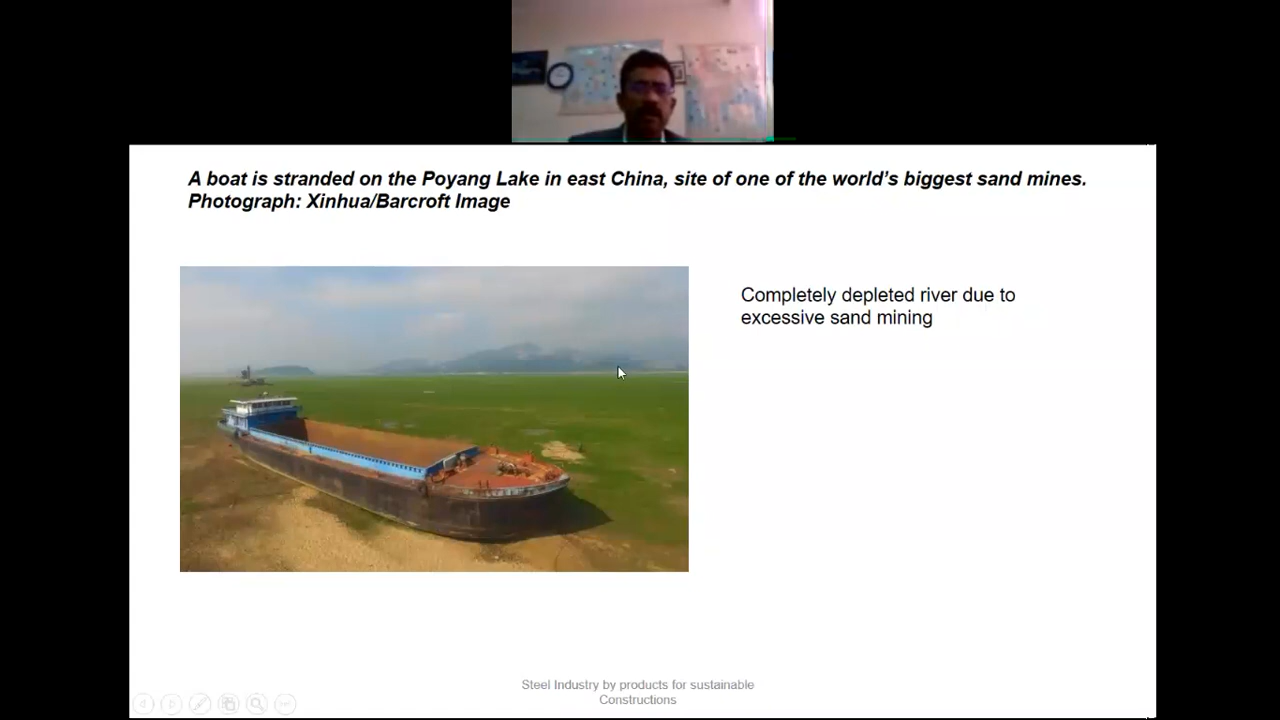 A boat is stranded on the Poyang Lake in east China, site of one of the world's biggest sand mines.
Photograph: Xinhua/Barcroft Image
Completely depleted river due to
excessive sand mining
Steel Industry by products for sustainable
Constructions